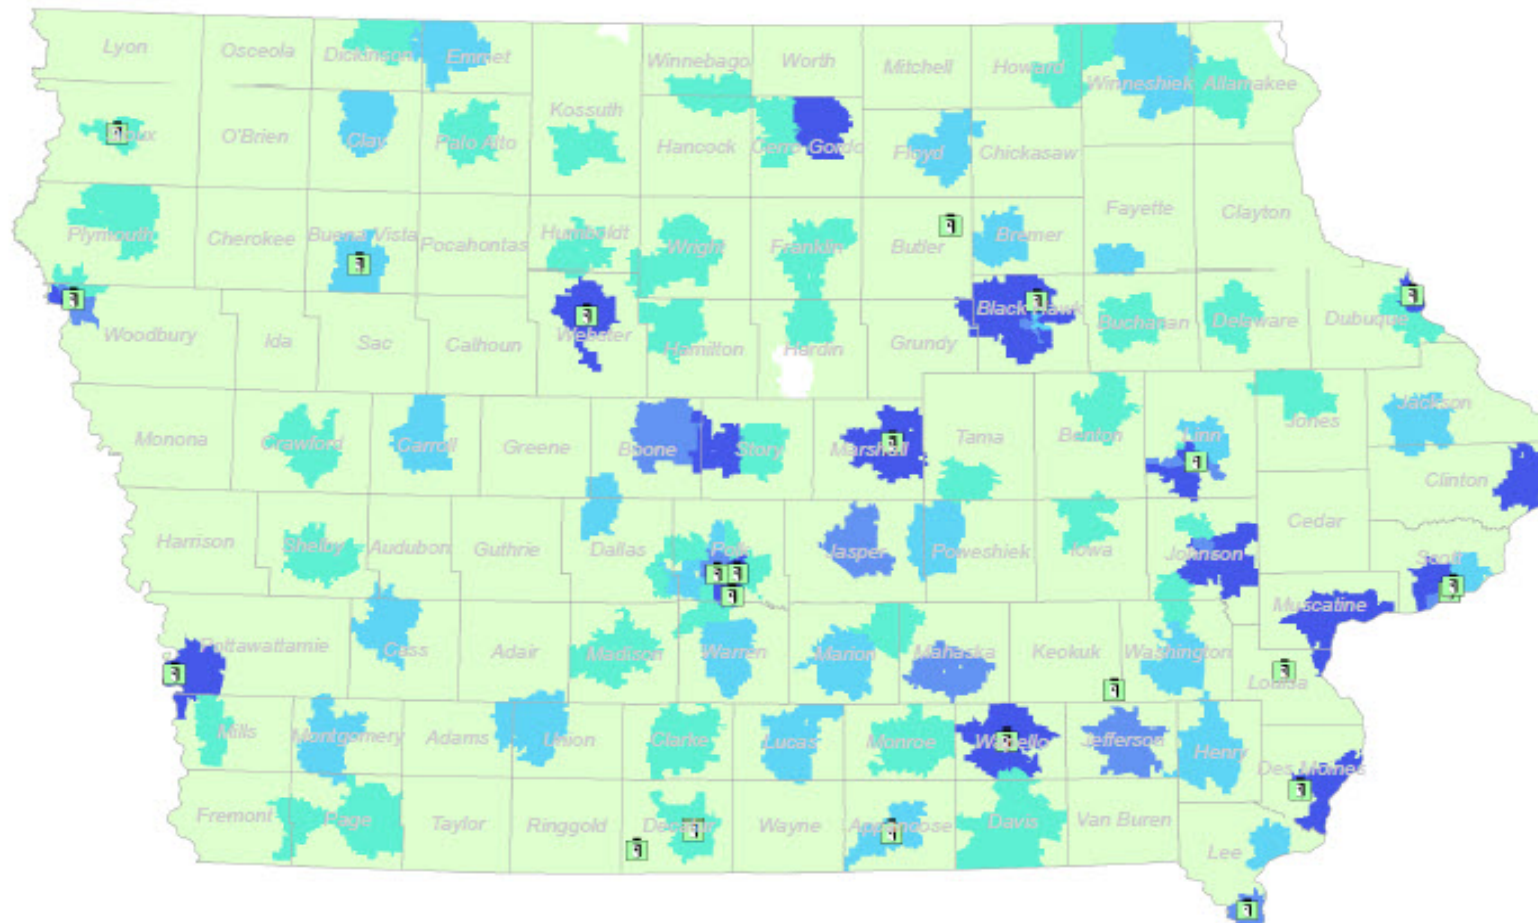 Lyon
Osceola
Dickinson
Emmet
Winnebago
Worth
Mitchell
Howard
Winneshiek
Allamakee
Kossuth
Sioux
O'Brien
Clay
Palo Alto
Hancock
Cerro Gordo
Floyd
Chickasaw
Plymouth
Cherokee
Buena Vista
Pocahontas
Humboldt
Wright
Franklin
Butler
Bremer
Fayette
Clayton
Woodbury
Ida
Sac
Calhoun
Webster
Hamilton
Hardin
Grundy
Black Hawk
Buchanan
Delaware
Dubuque
Monona
Crawford
Carroll
Greene
Boone
Story
Marshall
Tama
Benton
Linn
Jones
Jackson
Clinton
Harrison
Shelby
Audubon
Guthrie
Dallas
Polk
Jasper
Poweshiek
Iowa
Johnson
Cedar
Scott
Muscatine
Pottawattamie
Cass
Adair
Madison
Warren
Marion
Mahaska
Keokuk
Washington
Louisa
Mills
Montgomery
Adams
Union
Clarke
Lucas
Monroe
Wapello
Jefferson
Henry
Des Moines
Fremont
Page
Taylor
Ringgold
Decatur
Wayne
Appanoose
Davis
Van Buren
Lee